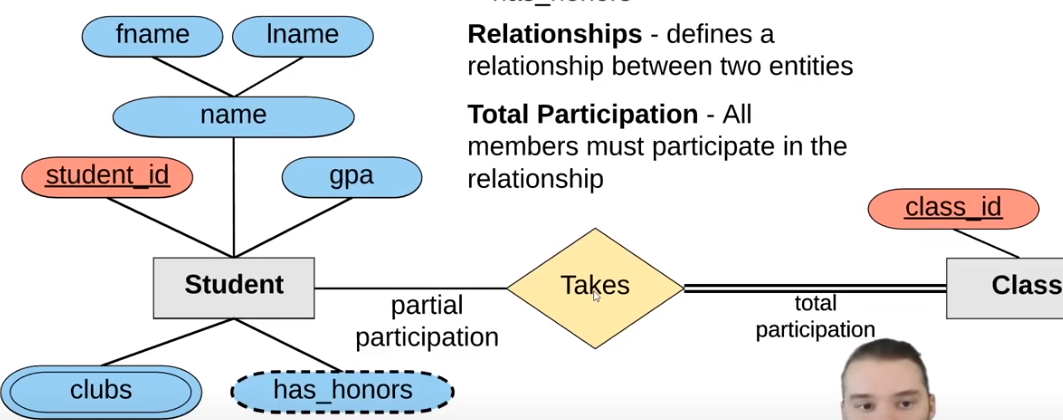 fname
lname
name
student_id
gpa
Student
clubs
has_honors
Relationships - defines a
relationship between two entities
Total Participation - All
members must participate in the
relationship
partial
participation
Takes
total
participation
class_id
Class